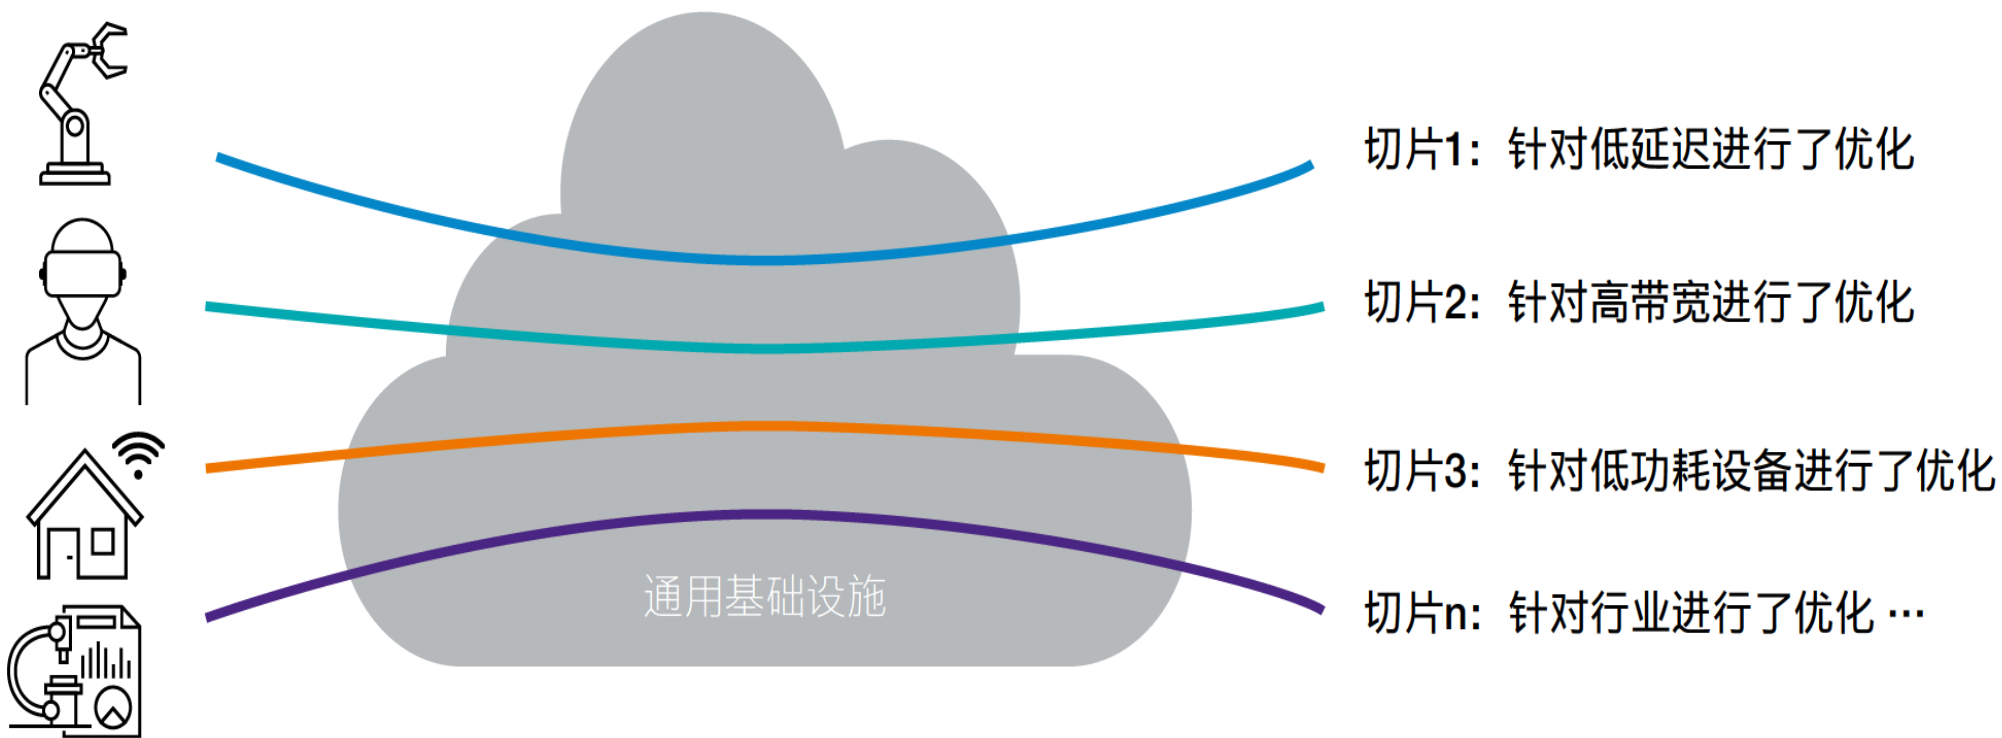 切片1：针对低延迟进行了优化
切片2：针对高带宽进行了优化
切片3：针对低功耗设备进行了优化
切片n：针对行业进行了优化 …
通用基础设施